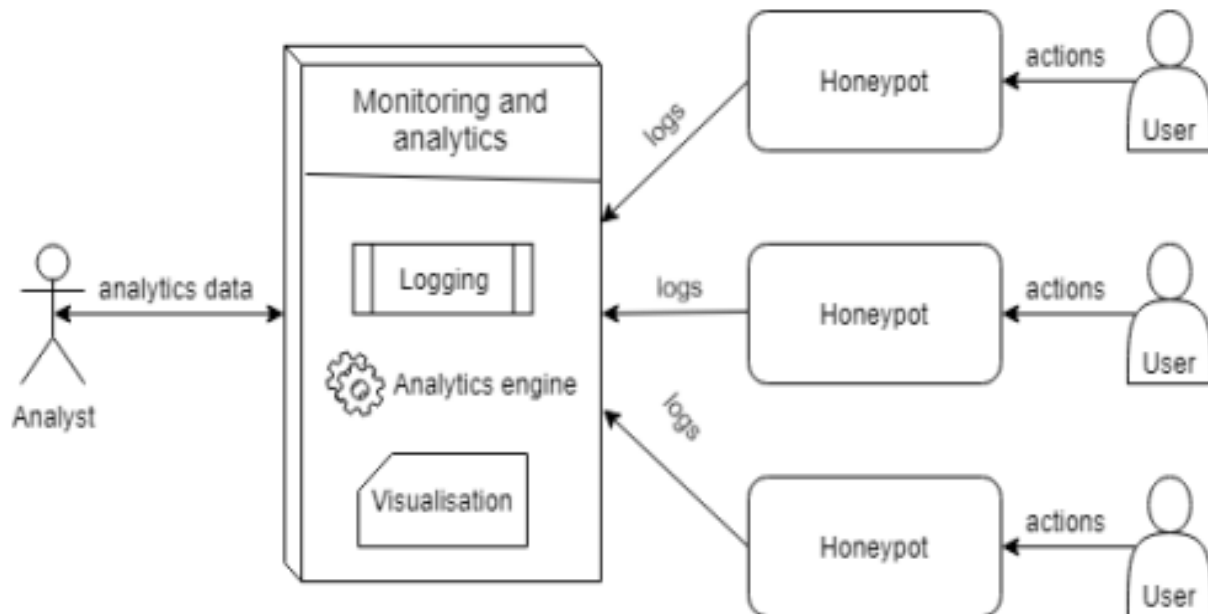 Monitoring and
analytics
Logging
Analytics engine
Visualisation
analytics data
Analyst
logs
logs
logs
Honeypot
Honeypot
Honeypot
actions
actions
actions
User
User
User